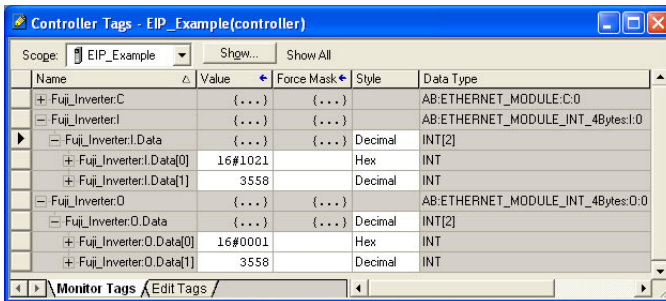 Controller Tags - EIP_Example(controller)
Scope: EIP_Example Show... Show All
Name Value Force Mask Style Data Type
Fuji_Inverter:C {...} {...} AB:ETHERNET_MODULE:C:0
Fuji_Inverter:I {...} {...} AB:ETHERNET_MODULE_INT_4Bytes:I:0
Fuji_Inverter:I.Data {...} {...} Decimal INT[2]
Fuji_Inverter:I.Data[0] 16#1021 Hex INT
Fuji_Inverter:I.Data[1] 3558 Decimal INT
Fuji_Inverter:O {...} {...} AB:ETHERNET_MODULE_INT_4Bytes:O:0
Fuji_Inverter:O.Data {...} {...} Decimal INT[2]
Fuji_Inverter:O.Data[0] 16#0001 Hex INT
Fuji_Inverter:O.Data[1] 3558 Decimal INT
Monitor Tags Edit Tags